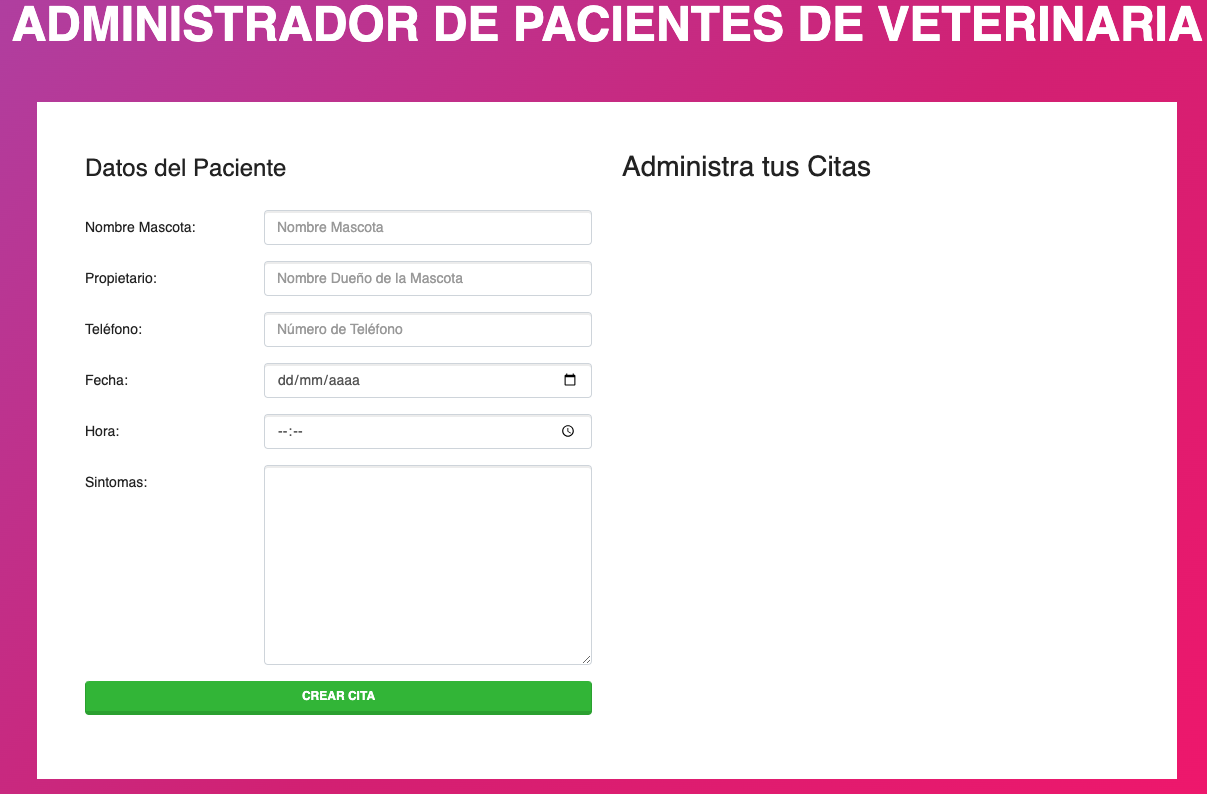 ADMINISTRADOR DE PACIENTES DE VETERINARIA
Datos del Paciente
Nombre Mascota:
Nombre Mascota
Propietario:
Nombre Dueño de la Mascota
Teléfono:
Número de Teléfono
Fecha:
dd/mm/aaaa
Hora:
--:--
Sintomas:
CREAR CITA
Administra tus Citas